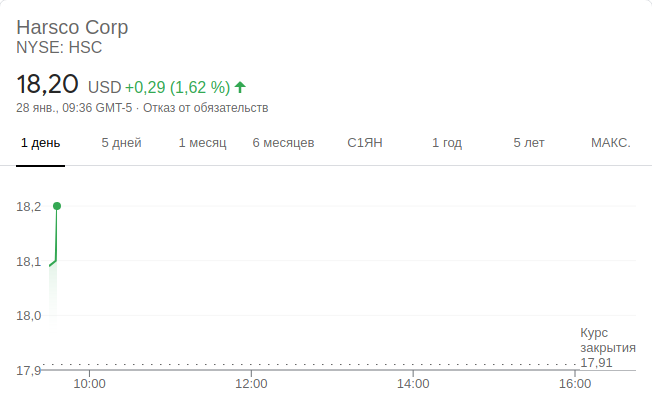 Harsco Corp
NYSE: HSC
18,20 USD +0,29 (1,62 %)
28 янв., 09:36 GMT-5 · Отказ от обязательств
1 день 5 дней 1 месяц 6 месяцев С1ЯН 1 год 5 лет МАКС.
18,2
18,1
18,0
Курс
закрытия
17,91
17,9
10:00 12:00 14:00 16:00